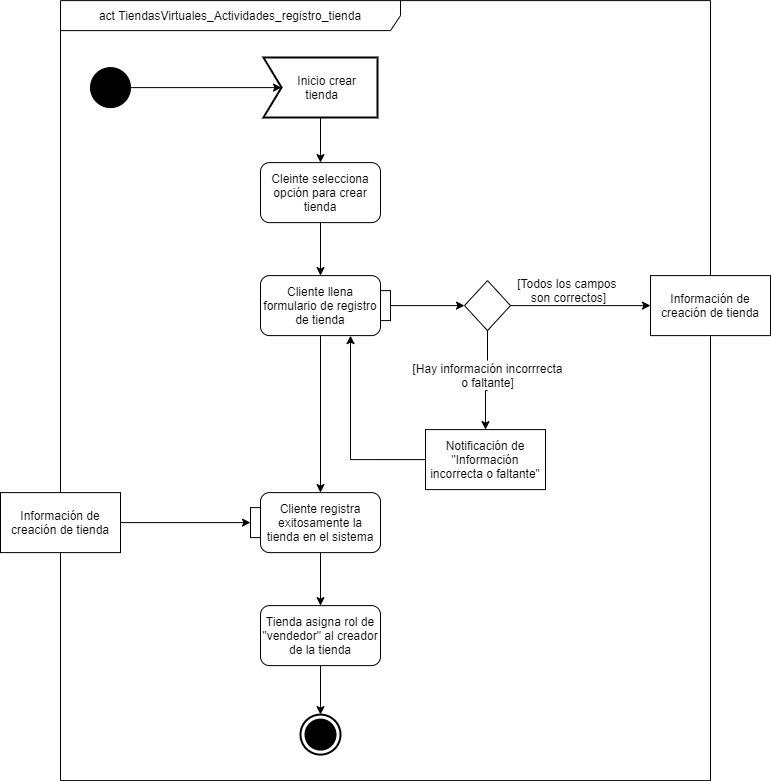 act TiendasVirtuales_Actividades_registro_tienda
Inicio crear
tienda
Cleinte selecciona
opción para crear
tienda
Cliente llena
formulario de registro
de tienda
[Todos los campos
son correctos]
Información de
creación de tienda
[Hay información incorrrecta
o faltante]
Notificación de
"Información
incorrecta o faltante"
Información de
creación de tienda
Cliente registra
exitosamente la
tienda en el sistema
Tienda asigna rol de
"vendedor" al creador
de la tienda